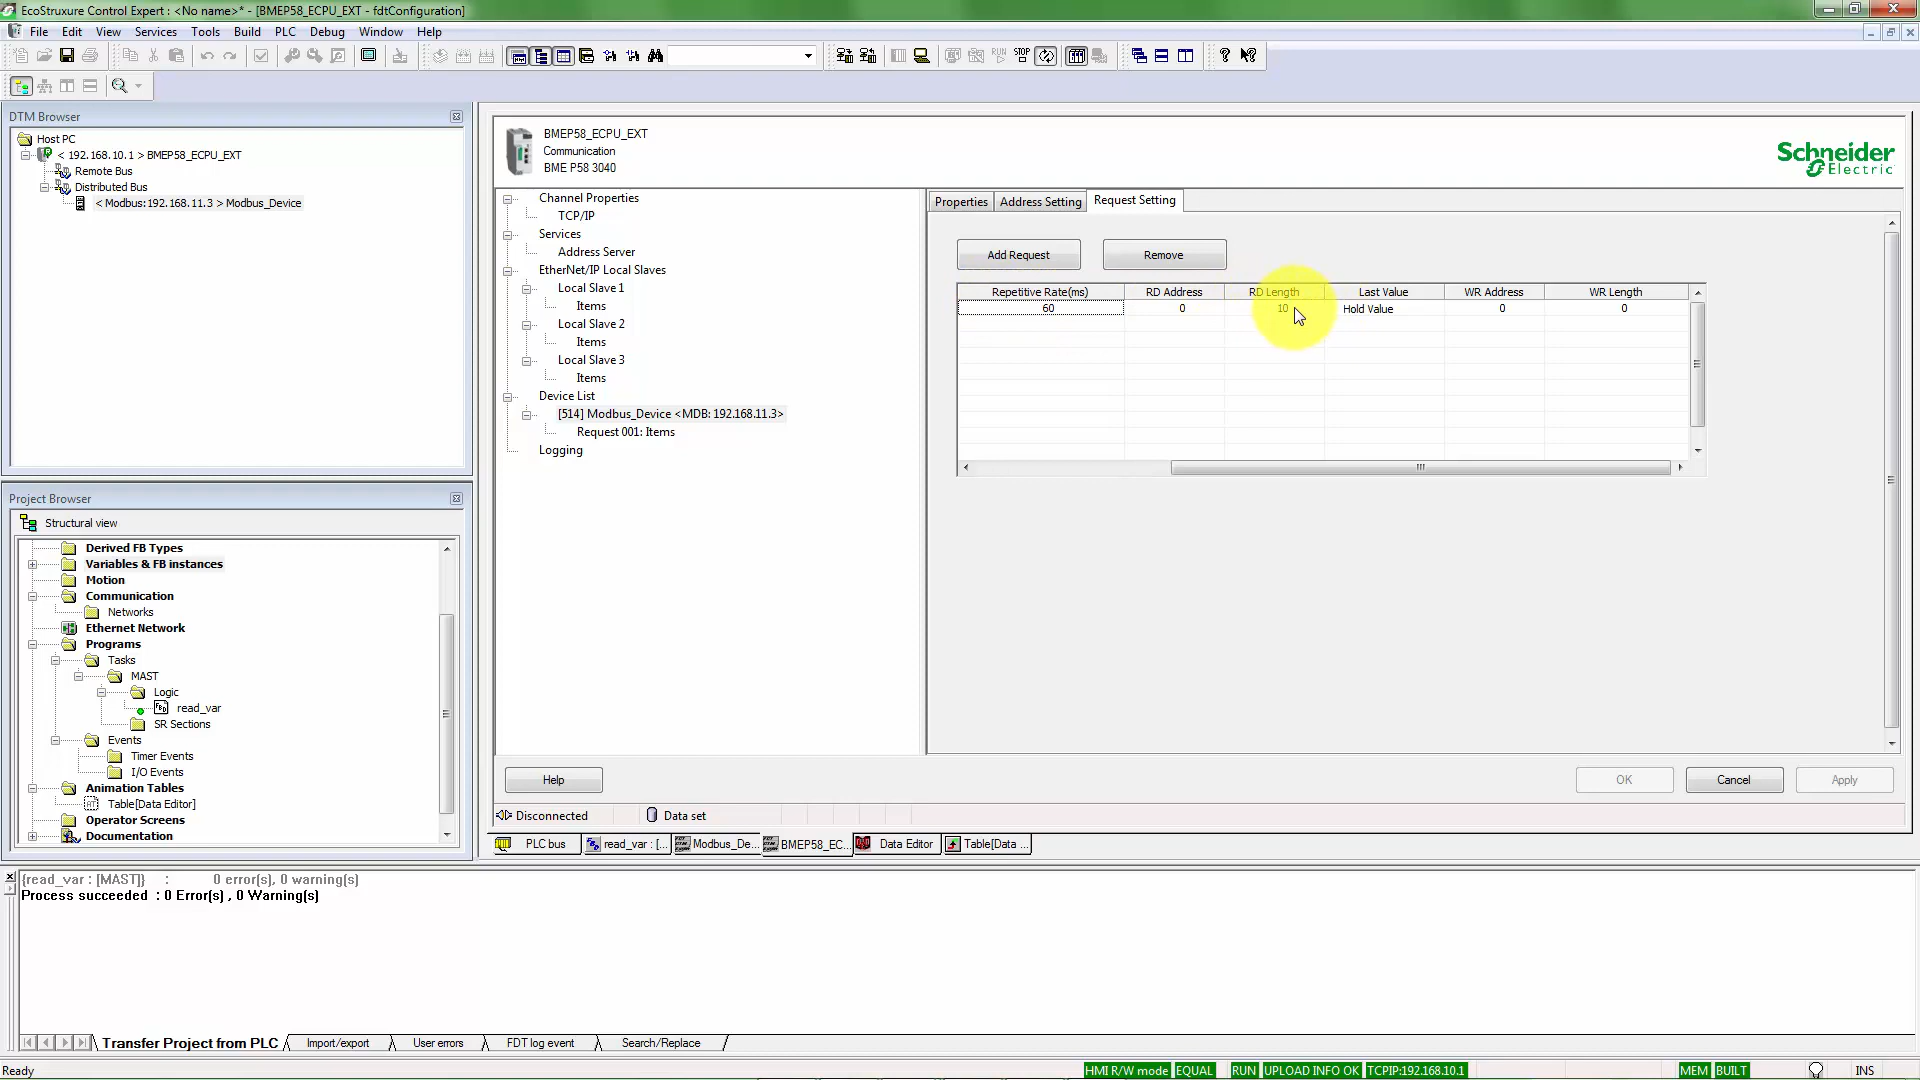 EcoStruxure Control Expert : <No name>* - [BMEP58_ECPU_EXT - fdtConfiguration]
File Edit View Services Tools Build PLC Debug Window Help
RUN STOP
DTM Browser
Host PC
< 192.168.10.1 > BMEP58_ECPU_EXT
Remote Bus
Distributed Bus
< Modbus:192.168.11.3 > Modbus_Device
BMEP58_ECPU_EXT
Communication
BME P58 3040
Schneider
Electric
Channel Properties
TCP/IP
Services
Address Server
EtherNet/IP Local Slaves
Local Slave 1
Items
Local Slave 2
Items
Local Slave 3
Items
Device List
[514] Modbus_Device <MDB: 192.168.11.3>
Request 001: Items
Logging
Properties Address Setting Request Setting
Add Request Remove
Repetitive Rate(ms) RD Address RD Length Last Value WR Address WR Length
60 0 10 Hold Value 0 0
Help OK Cancel Apply
Disconnected Data set
PLC bus read_var : [... Modbus_De... BMEP58_EC... Data Editor Table[Data ...
Project Browser
Structural view
Derived FB Types
Variables & FB instances
Motion
Communication
Networks
Ethernet Network
Programs
Tasks
MAST
Logic
read_var
SR Sections
Events
Timer Events
I/O Events
Animation Tables
Table[Data Editor]
Operator Screens
Documentation
{read_var : [MAST]} : 0 error(s), 0 warning(s)
Process succeeded : 0 Error(s) , 0 Warning(s)
Transfer Project from PLC Import/export User errors FDT log event Search/Replace
Ready HMI R/W mode EQUAL RUN UPLOAD INFO OK TCPIP:192.168.10.1 MEM BUILT INS